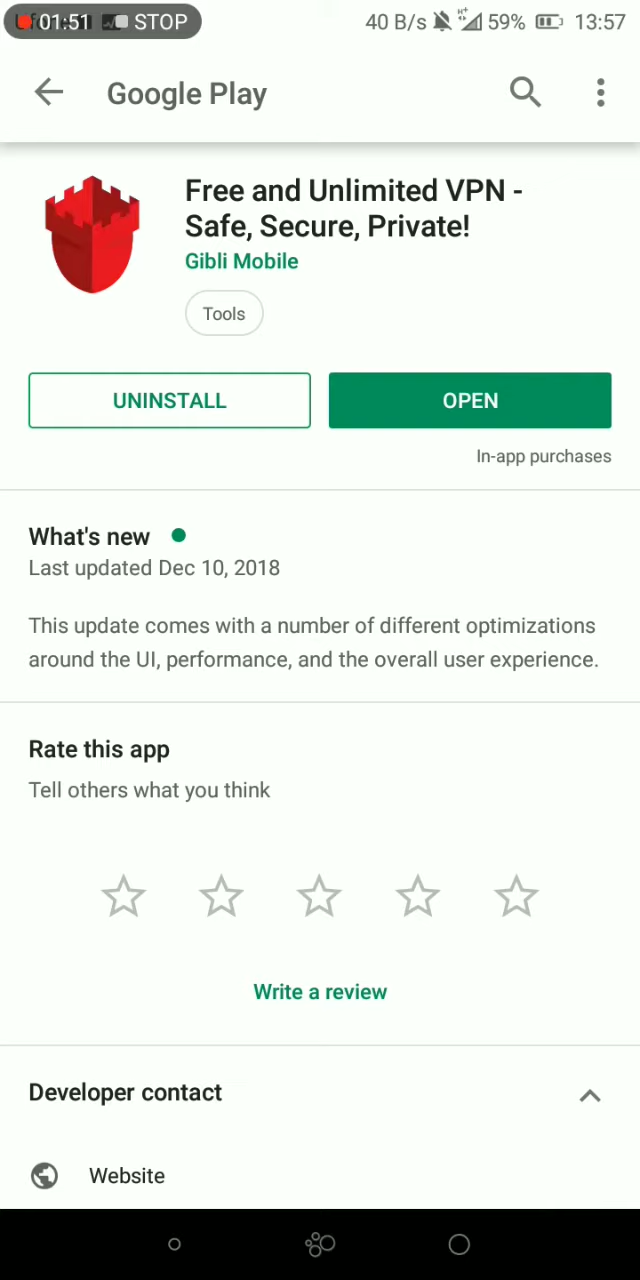 01:51 STOP 40 B/s 59% 13:57
Google Play
Free and Unlimited VPN -
Safe, Secure, Private!
Gibli Mobile
Tools
UNINSTALL OPEN
In-app purchases
What's new
Last updated Dec 10, 2018
This update comes with a number of different optimizations
around the UI, performance, and the overall user experience.
Rate this app
Tell others what you think
Write a review
Developer contact
Website